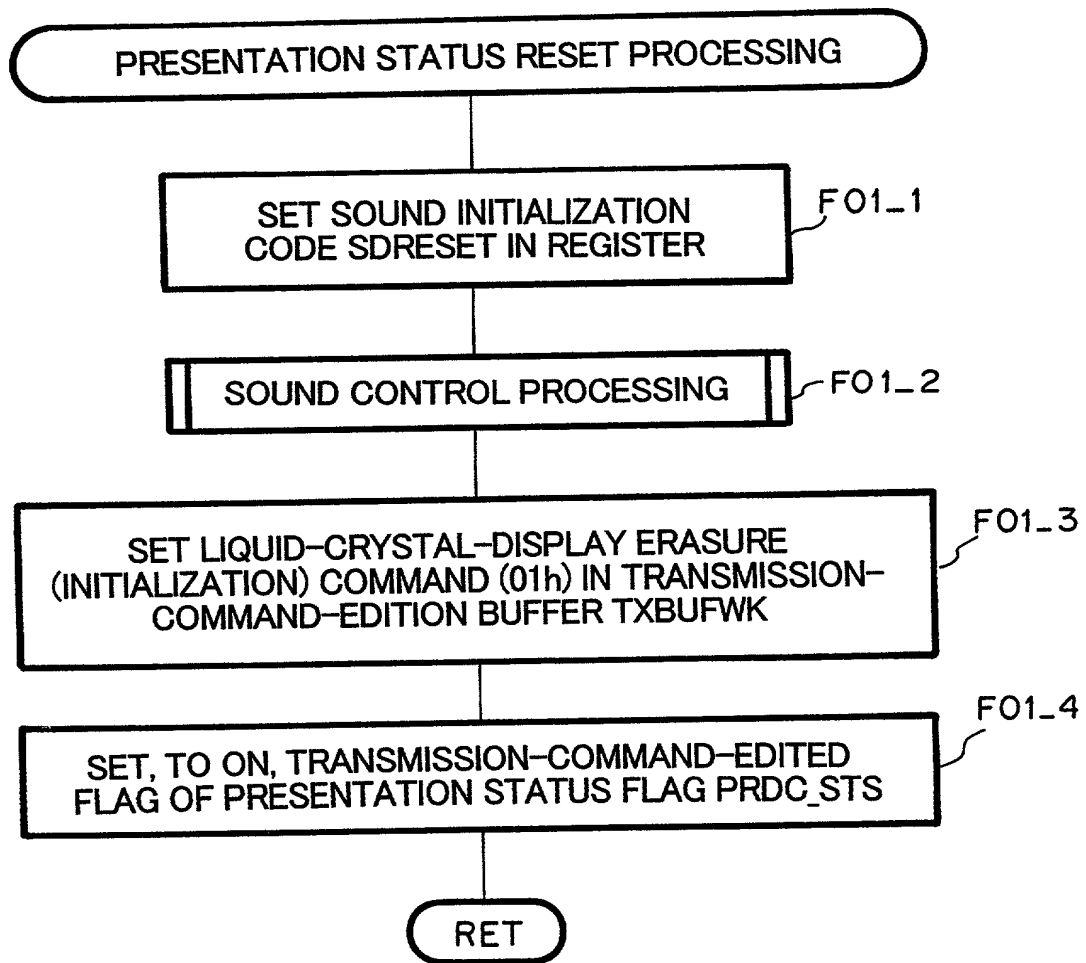 PRESENTATION STATUS RESET PROCESSING
SET SOUND INITIALIZATION
CODE SDRESET IN REGISTER
F01_1
SOUND CONTROL PROCESSING
F01_2
SET LIQUID-CRYSTAL-DISPLAY ERASURE
(INITIALIZATION) COMMAND (01h) IN TRANSMISSION-
COMMAND-EDITION BUFFER TXBUFWK
F01_3
SET, TO ON, TRANSMISSION-COMMAND-EDITED
FLAG OF PRESENTATION STATUS FLAG PRDC_STS
F01_4
RET